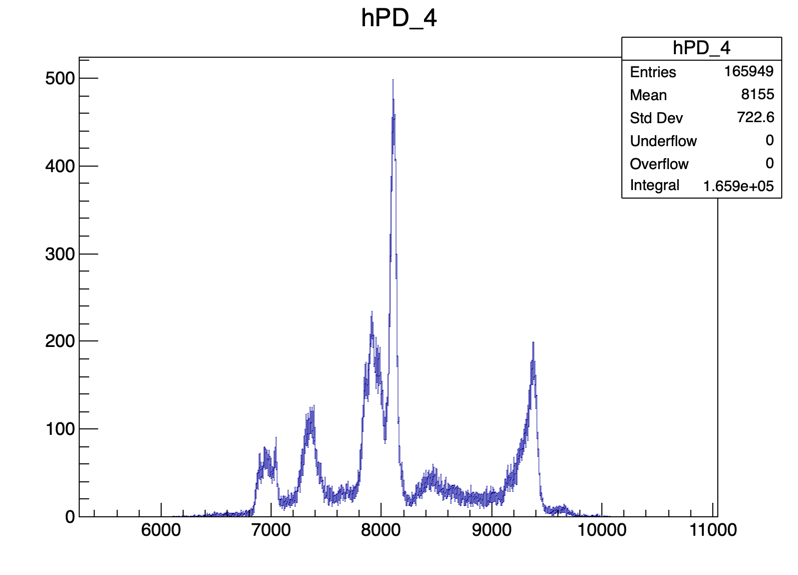 hPD_4
hPD_4
Entries 165949
Mean 8155
Std Dev 722.6
Underflow 0
Overflow 0
Integral 1.659e+05
500
400
300
200
100
0
6000 7000 8000 9000 10000 11000